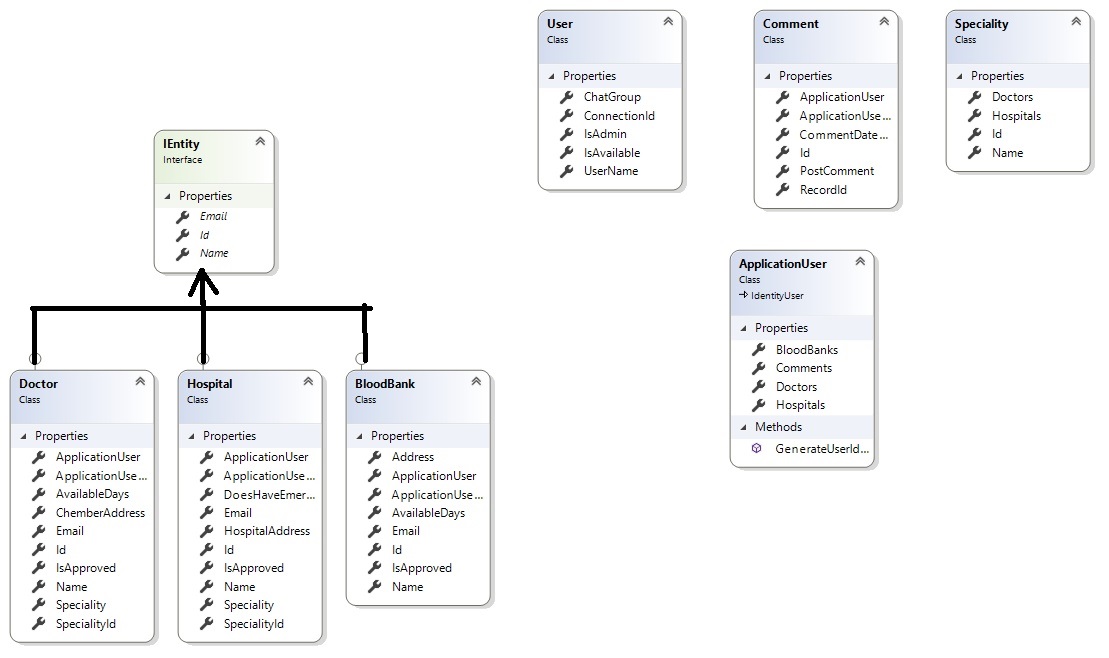 IEntity
Interface
Properties
Email
Id
Name
Doctor
Class
Properties
ApplicationUser
ApplicationUse...
AvailableDays
ChemberAddress
Email
Id
IsApproved
Name
Speciality
SpecialityId
Hospital
Class
Properties
ApplicationUser
ApplicationUse...
DoesHaveEmer...
Email
HospitalAddress
Id
IsApproved
Name
Speciality
SpecialityId
BloodBank
Class
Properties
Address
ApplicationUser
ApplicationUse...
AvailableDays
Email
Id
IsApproved
Name
User
Class
Properties
ChatGroup
ConnectionId
IsAdmin
IsAvailable
UserName
Comment
Class
Properties
ApplicationUser
ApplicationUse...
CommentDate...
Id
PostComment
RecordId
Speciality
Class
Properties
Doctors
Hospitals
Id
Name
ApplicationUser
Class
IdentityUser
Properties
BloodBanks
Comments
Doctors
Hospitals
Methods
GenerateUserId...